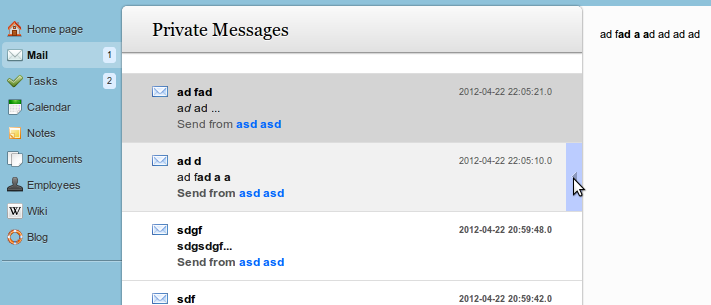 Home page
Mail 1
Tasks 2
Calendar
Notes
Documents
Employees
W Wiki
Blog
Private Messages
ad fad 2012-04-22 22:05:21.0
ad ad ...
Send from asd asd
ad d 2012-04-22 22:05:10.0
ad fad a a
Send from asd asd
sdgf 2012-04-22 20:59:48.0
sdgsdgf...
Send from asd asd
sdf 2012-04-22 20:59:42.0
ad fad a ad ad ad ad